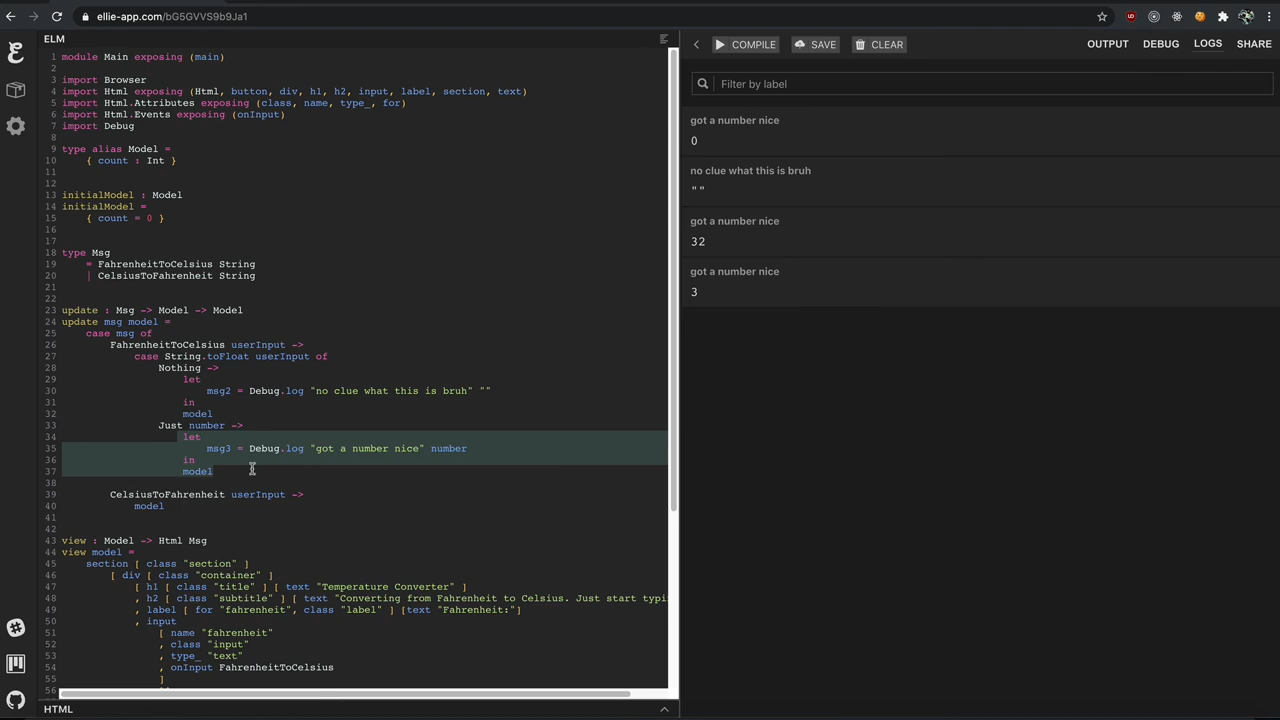 ellie-app.com/bG5GVVS9b9Ja1
ELM
COMPILE
SAVE
CLEAR
OUTPUT
DEBUG
LOGS
SHARE
1 module Main exposing (main)
2
3 import Browser
4 import Html exposing (Html, button, div, h1, h2, input, label, section, text)
5 import Html.Attributes exposing (class, name, type_, for)
6 import Html.Events exposing (onInput)
7 import Debug
8
9 type alias Model =
10 { count : Int }
11
12
13 initialModel : Model
14 initialModel =
15 { count = 0 }
16
17
18 type Msg
19 = FahrenheitToCelsius String
20 | CelsiusToFahrenheit String
21
22
23 update : Msg -> Model -> Model
24 update msg model =
25 case msg of
26 FahrenheitToCelsius userInput ->
27 case String.toFloat userInput of
28 Nothing ->
29 let
30 msg2 = Debug.log "no clue what this is bruh" ""
31 in
32 model
33 Just number ->
34 let
35 msg3 = Debug.log "got a number nice" number
36 in
37 model
38
39 CelsiusToFahrenheit userInput ->
40 model
41
42
43 view : Model -> Html Msg
44 view model =
45 section [ class "section" ]
46 [ div [ class "container" ]
47 [ h1 [ class "title" ] [ text "Temperature Converter" ]
48 , h2 [ class "subtitle" ] [ text "Converting from Fahrenheit to Celsius. Just start typi
49 , label [ for "fahrenheit", class "label" ] [text "Fahrenheit:"]
50 , input
51 [ name "fahrenheit"
52 , class "input"
53 , type_ "text"
54 , onInput FahrenheitToCelsius
55 ]
56
HTML
Filter by label
got a number nice
0
no clue what this is bruh
""
got a number nice
32
got a number nice
3